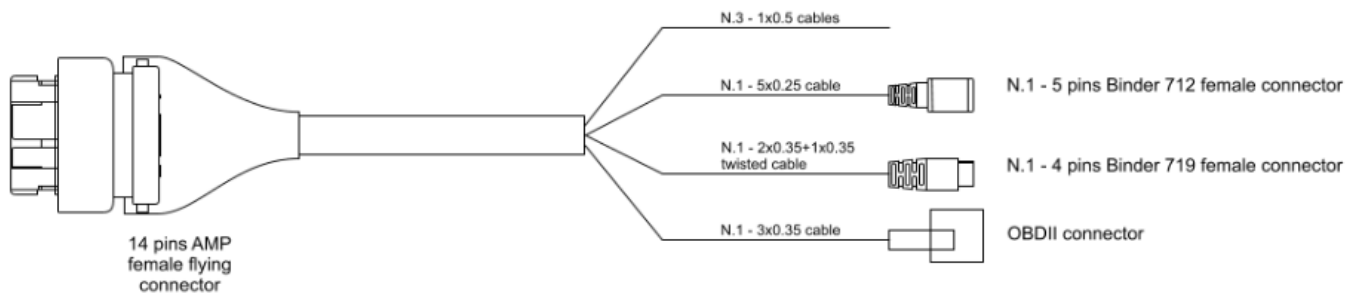 N.3 - 1x0.5 cables
N.1 - 5x0.25 cable
N.1 - 5 pins Binder 712 female connector
N.1 - 2x0.35+1x0.35
twisted cable
N.1 - 4 pins Binder 719 female connector
N.1 - 3x0.35 cable
OBDII connector
14 pins AMP
female flying
connector